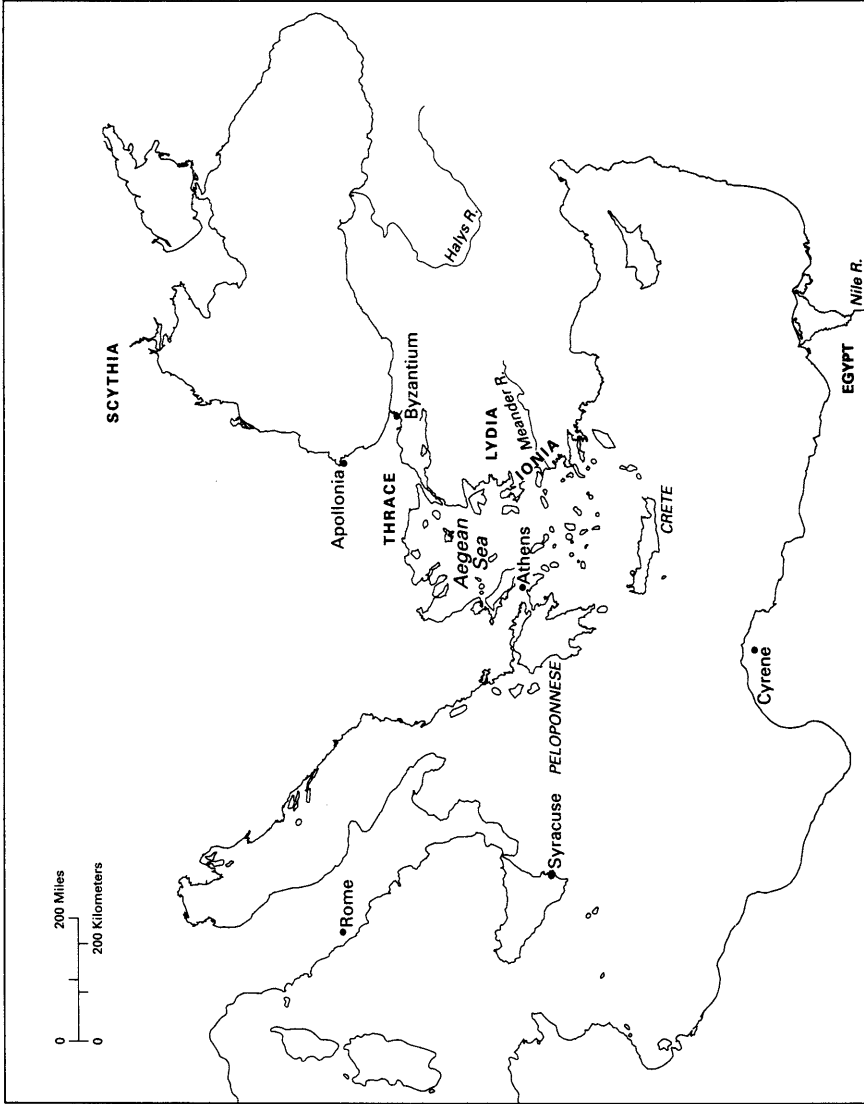 0 200 Miles
0 200 Kilometers
SCYTHIA
Apollonia
Rome
THRACE
Byzantium
Halys R.
Aegean
Sea
LYDIA
Meander R.
IONIA
Athens
Syracuse
PELOPONNESE
CRETE
Cyrene
EGYPT
Nile R.